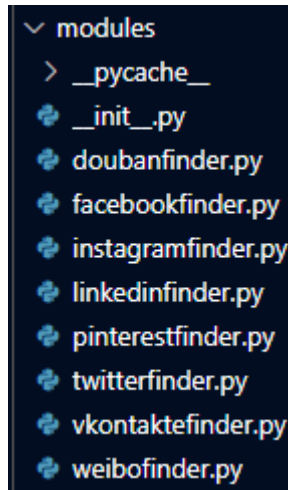 modules
__pycache__
__init__.py
doubanfinder.py
facebookfinder.py
instagramfinder.py
linkedinfinder.py
pinterestfinder.py
twitterfinder.py
vkontaktefinder.py
weibofinder.py